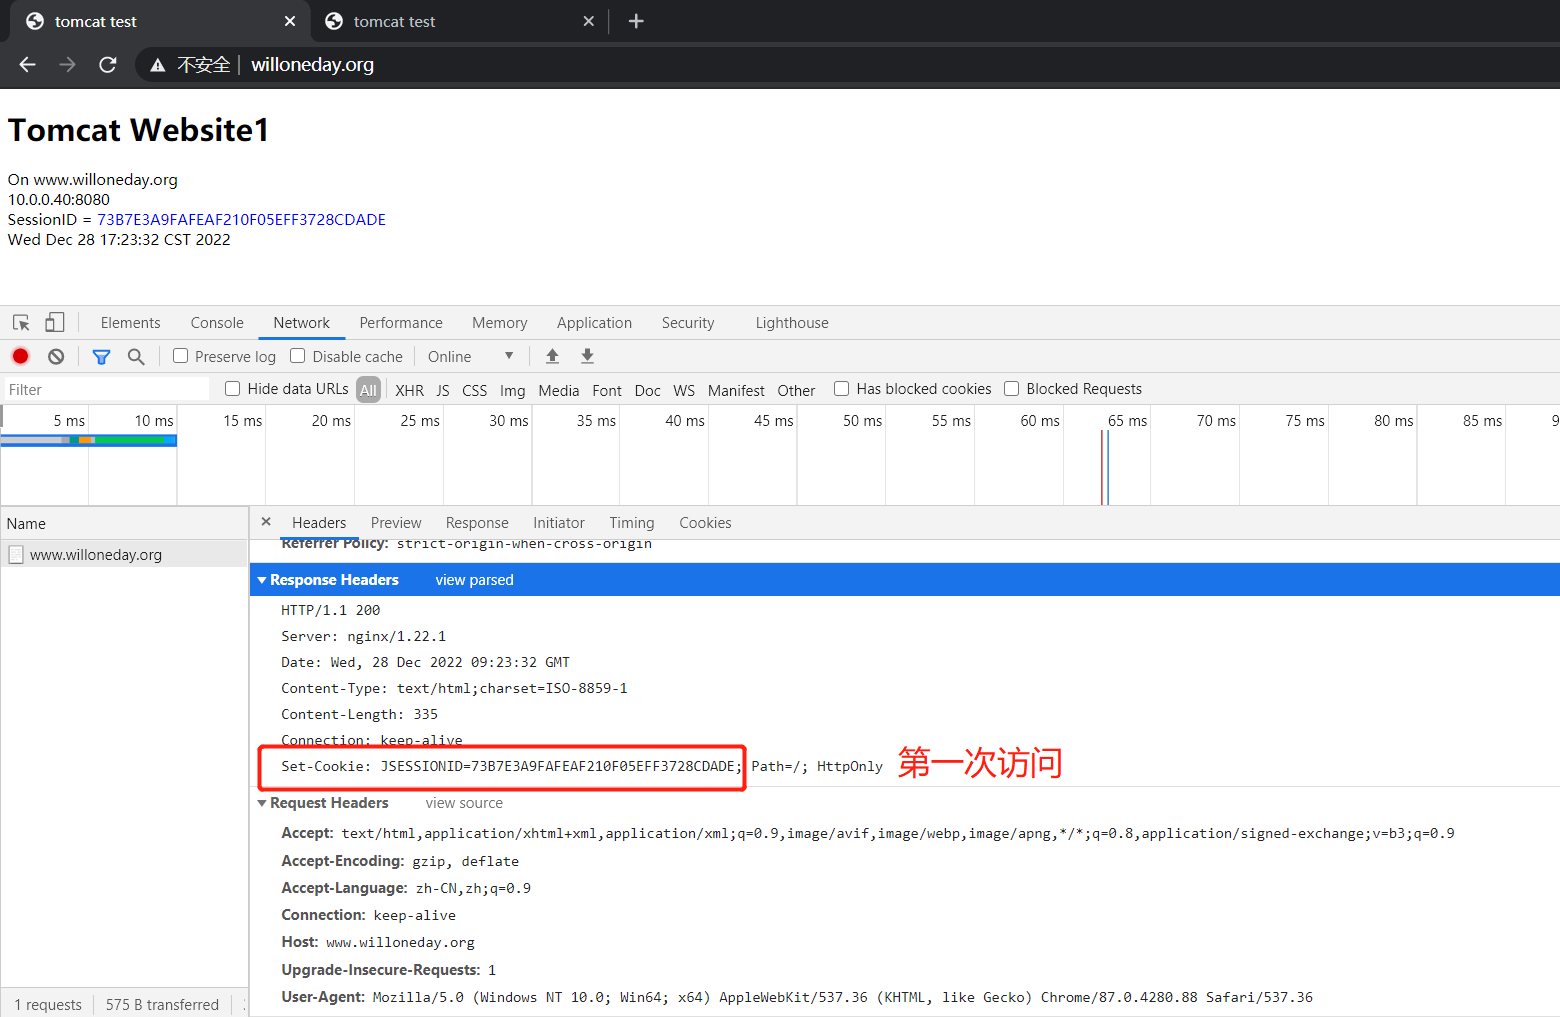 tomcat test
tomcat test
不安全 | willoneday.org
Tomcat Website1
On www.willoneday.org
10.0.0.40:8080
SessionID = 73B7E3A9FAFEAF210F05EFF3728CDADE
Wed Dec 28 17:23:32 CST 2022
Elements Console Network Performance Memory Application Security Lighthouse
Preserve log Disable cache Online
Filter Hide data URLs All XHR JS CSS Img Media Font Doc WS Manifest Other Has blocked cookies Blocked Requests
5 ms 10 ms 15 ms 20 ms 25 ms 30 ms 35 ms 40 ms 45 ms 50 ms 55 ms 60 ms 65 ms 70 ms 75 ms 80 ms 85 ms 9
Name
www.willoneday.org
Headers Preview Response Initiator Timing Cookies
Referrer Policy: strict-origin-when-cross-origin
Response Headers view parsed
HTTP/1.1 200
Server: nginx/1.22.1
Date: Wed, 28 Dec 2022 09:23:32 GMT
Content-Type: text/html;charset=ISO-8859-1
Content-Length: 335
Connection: keep-alive
Set-Cookie: JSESSIONID=73B7E3A9FAFEAF210F05EFF3728CDADE; Path=/; HttpOnly 第一次访问
Request Headers view source
Accept: text/html,application/xhtml+xml,application/xml;q=0.9,image/avif,image/webp,image/apng,*/*;q=0.8,application/signed-exchange;v=b3;q=0.9
Accept-Encoding: gzip, deflate
Accept-Language: zh-CN,zh;q=0.9
Connection: keep-alive
Host: www.willoneday.org
Upgrade-Insecure-Requests: 1
User-Agent: Mozilla/5.0 (Windows NT 10.0; Win64; x64) AppleWebKit/537.36 (KHTML, like Gecko) Chrome/87.0.4280.88 Safari/537.36
1 requests 575 B transferred